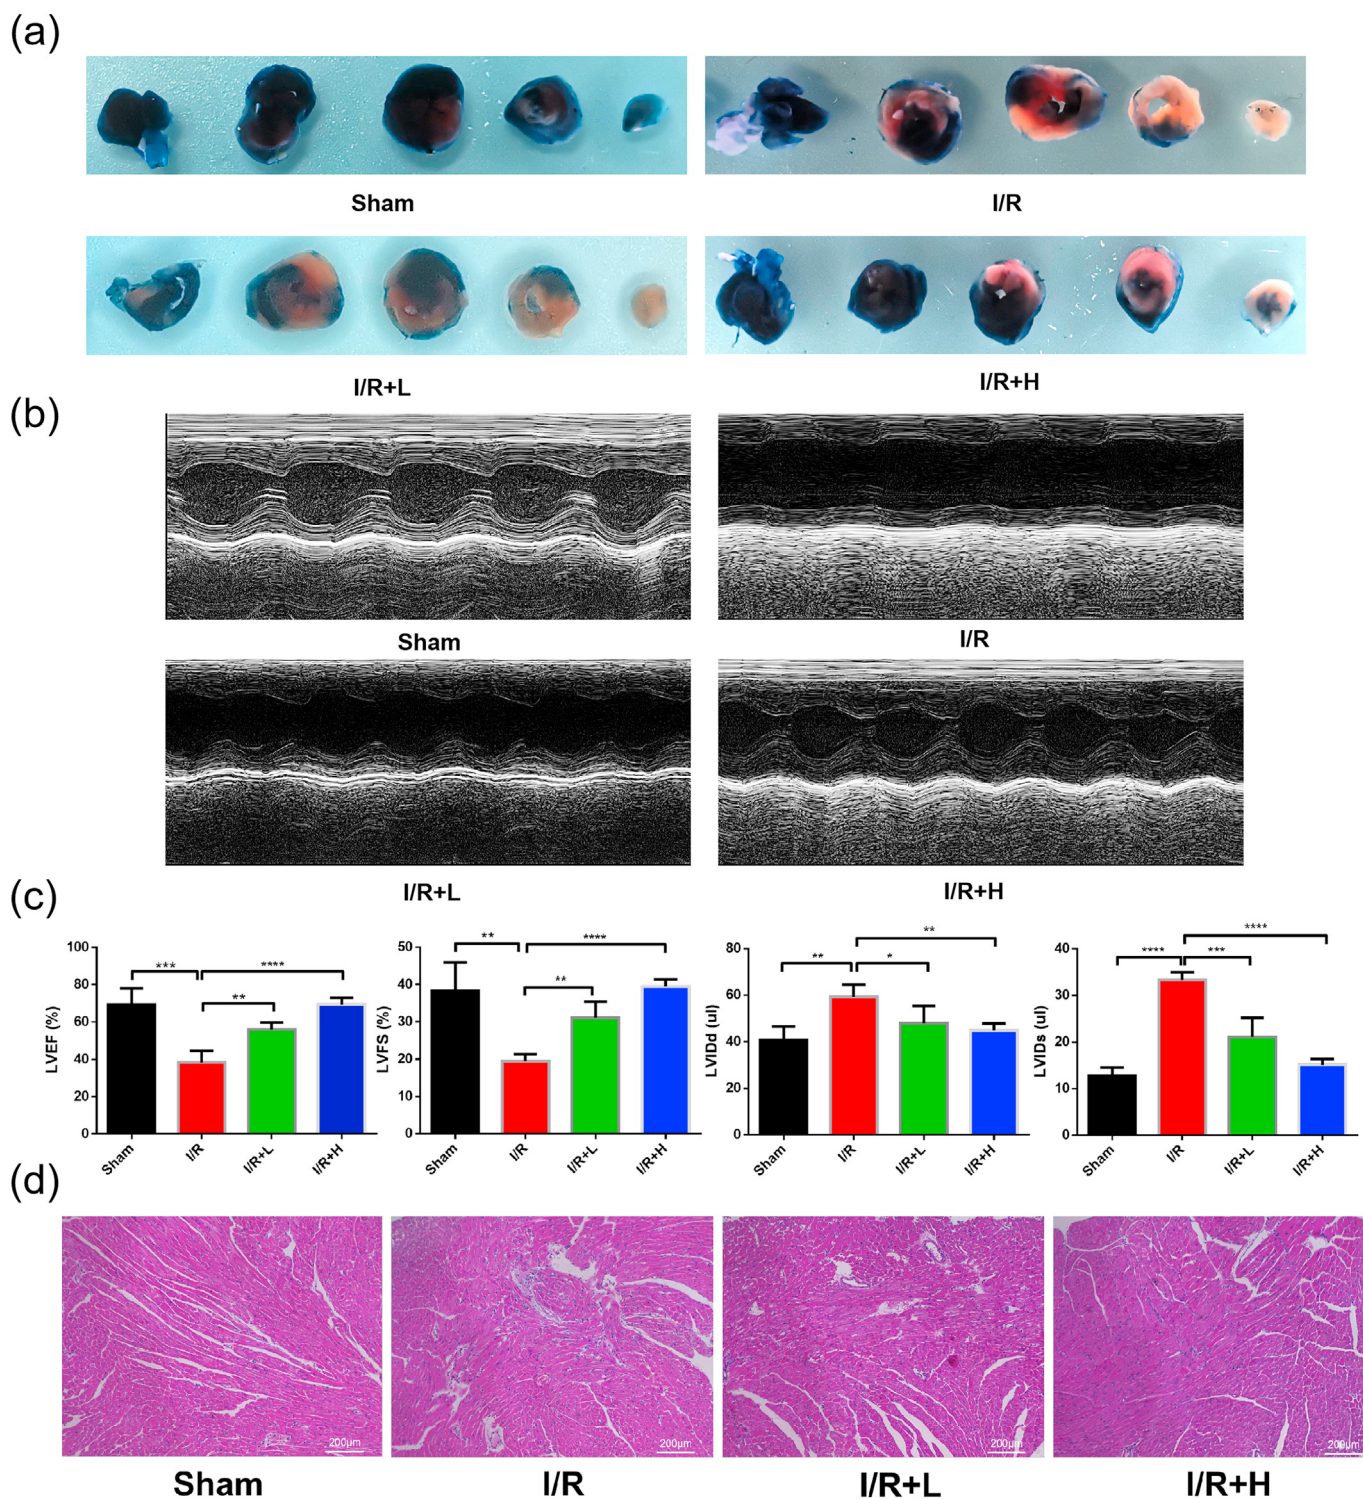 (a)
Sham
I/R
I/R+L
I/R+H
(b)
Sham
I/R
I/R+L
I/R+H
(c)
LVEF (%)
100
80
60
40
20
0
***
****
**
Sham
I/R
I/R+L
I/R+H
LVFS (%)
50
40
30
20
10
0
**
****
**
Sham
I/R
I/R+L
I/R+H
LVIDd (ul)
80
60
40
20
0
**
**
*
Sham
I/R
I/R+L
I/R+H
LVIDs (ul)
40
30
20
10
0
****
****
***
Sham
I/R
I/R+L
I/R+H
(d)
200μm
200μm
200μm
200μm
Sham
I/R
I/R+L
I/R+H